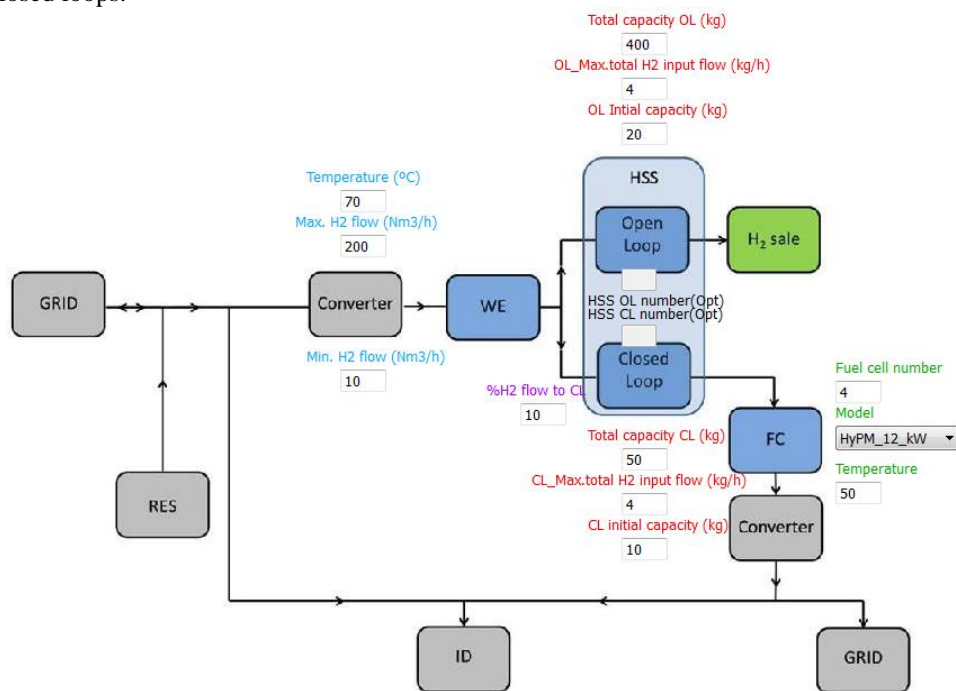 losed loops.
Total capacity OL (kg)
400
OL_Max.total H2 input flow (kg/h)
4
OL Intial capacity (kg)
20
HSS
Temperature (ºC)
70
Max. H2 flow (Nm3/h)
200
Open
Loop
H₂ sale
GRID
Converter
WE
HSS OL number(Opt)
HSS CL number(Opt)
Min. H2 flow (Nm3/h)
10
Closed
Loop
%H2 flow to CL
10
Fuel cell number
4
Model
HyPM_12_kW
Temperature
50
FC
Total capacity CL (kg)
50
CL_Max.total H2 input flow (kg/h)
4
CL initial capacity (kg)
10
RES
Converter
ID
GRID